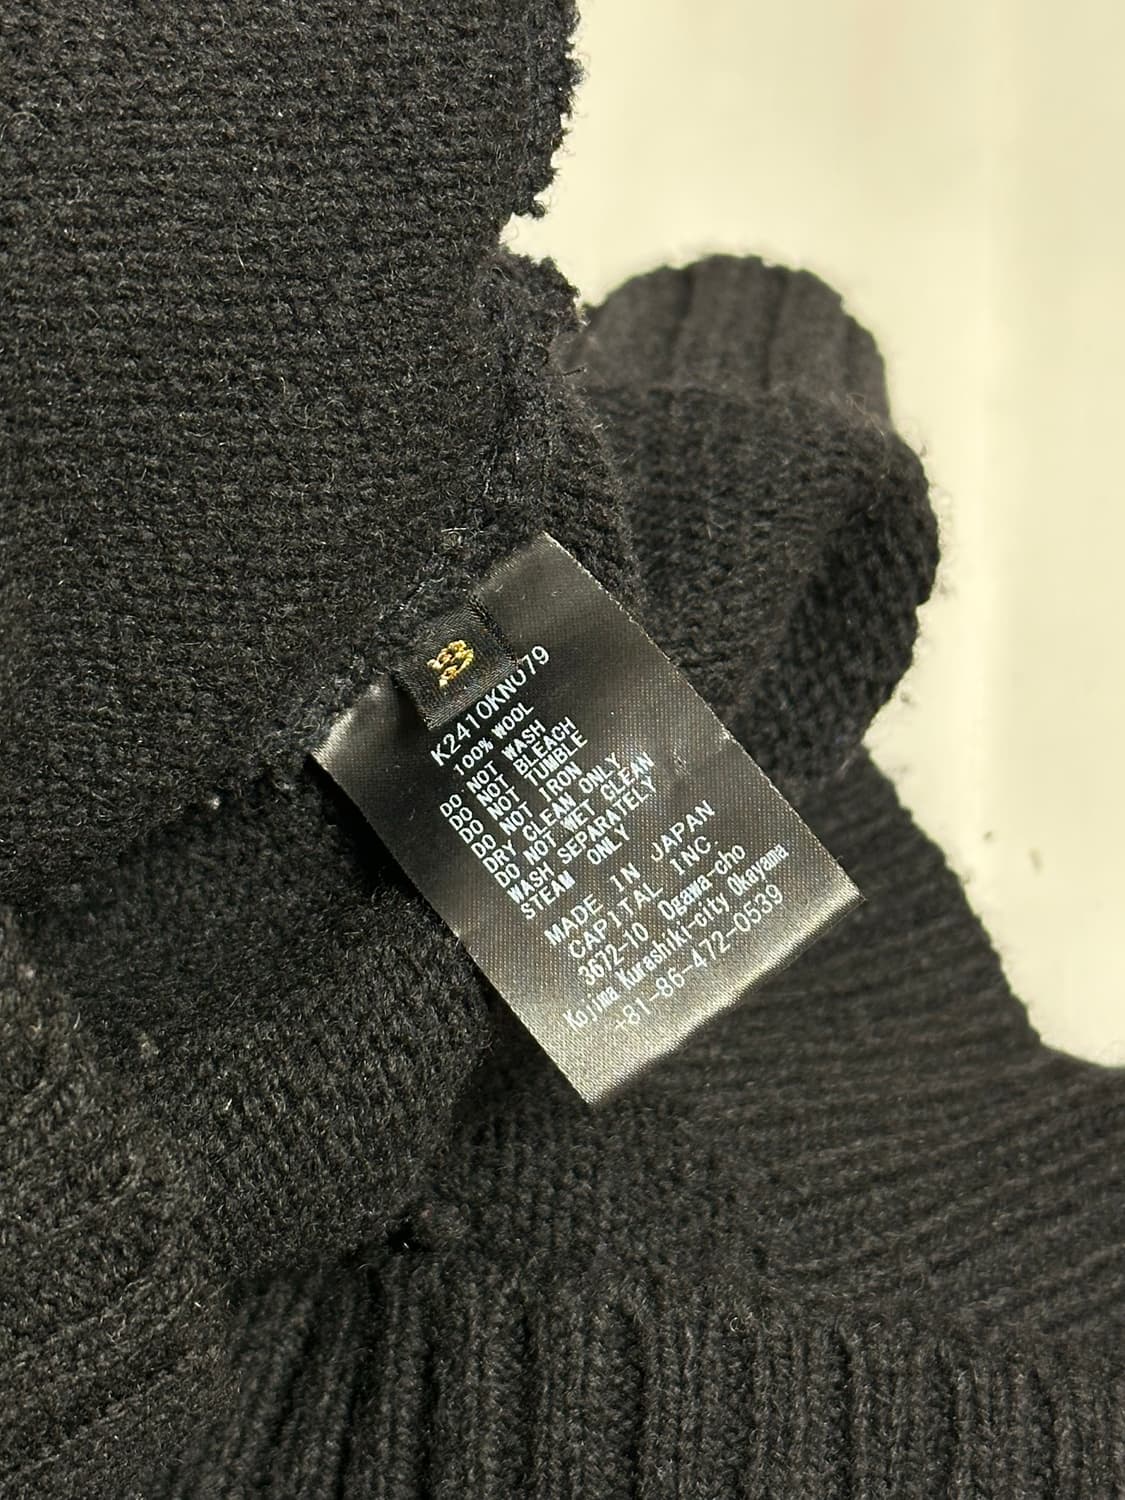 K2410KN079
100% WOOL
DO NOT WASH
DO NOT BLEACH
DO NOT TUMBLE
DO NOT IRON
DRY CLEAN ONLY
DO NOT WET CLEAN
WASH SEPARATELY
STEAM ONLY
MADE IN JAPAN
CAPITAL INC.
3672-10 Ogawa-cho
Kojima Kurashiki-city Okayama
+81-86-472-0539